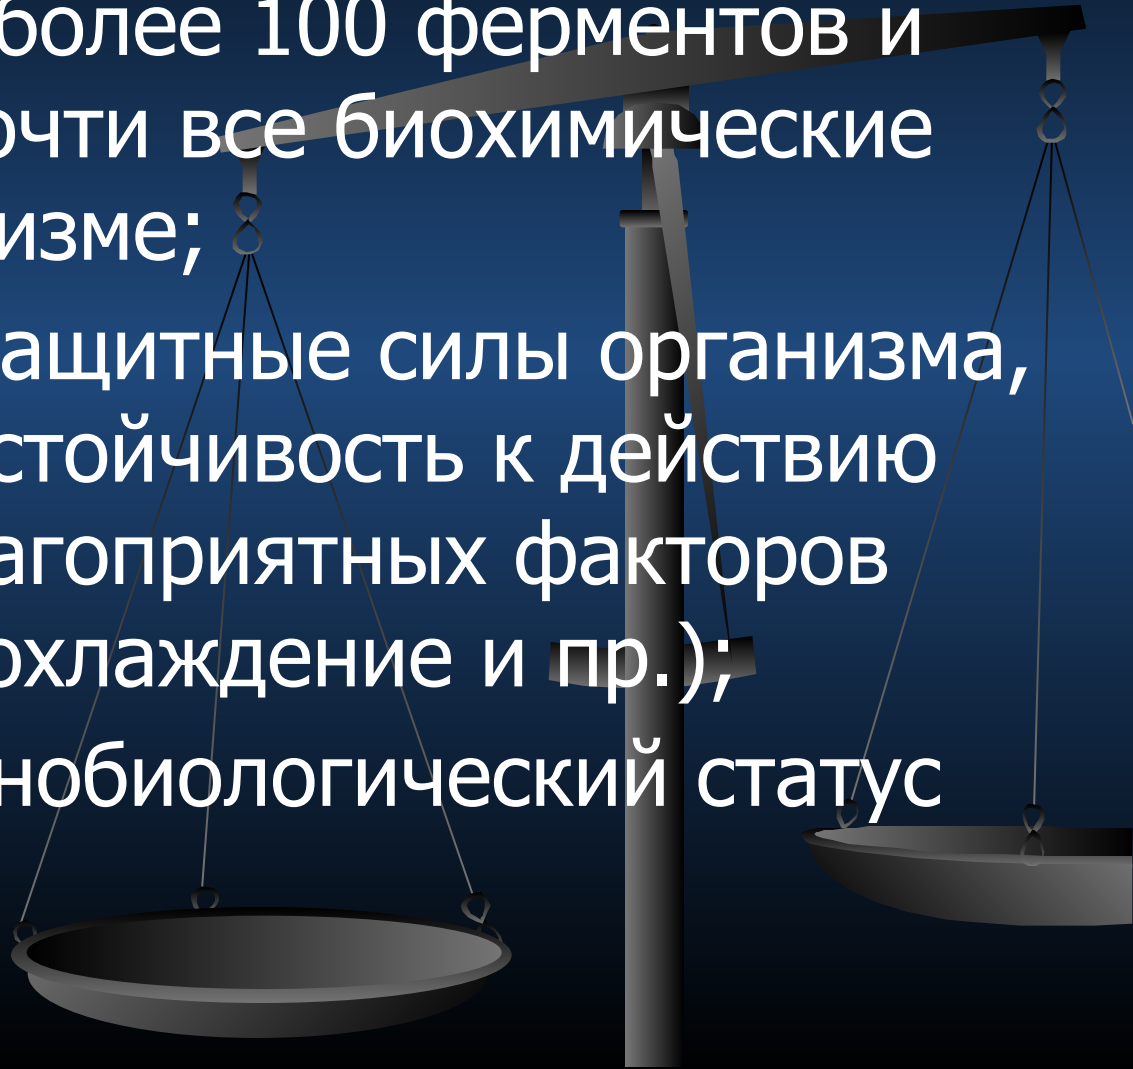 более 100 ферментов и
очти все биохимические
изме;
ащитные силы организма,
стойчивость к действию
агоприятных факторов
охлаждение и пр.);
нобиологический статус